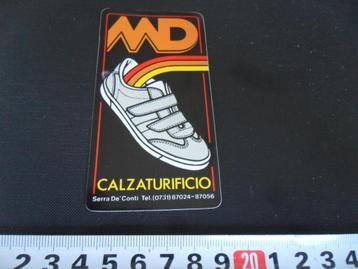 MD
CALZATURIFICIO
Serra De' Conti Tel.(0731)87024-87056
2 3 4 5 6 7 8 9 20 1 2 3 4